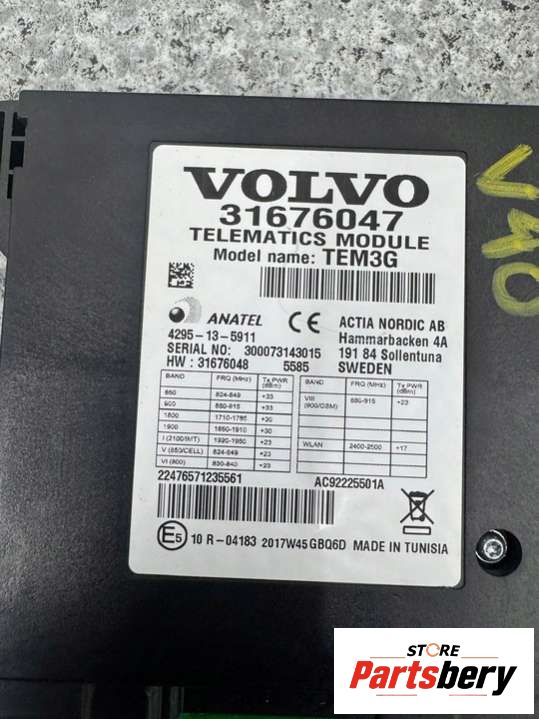 VOLVO
31676047
TELEMATICS MODULE
Model name: TEM3G
ANATEL CE ACTIA NORDIC AB
4295-13-5911 Hammarbacken 4A
SERIAL NO: 300073143015 191 84 Sollentuna
HW : 31676048 5585 SWEDEN
BAND FRQ (MHz) Tx PWR (dBm) BAND FRQ (MHz) Tx PWR (dBm)
850 824-849 +33 VIII (900/GSM) 880-915 +23
900 880-915 +33
1800 1710-1785 +30
1900 1850-1910 +30 WLAN 2400-2500 +17
I (2100/IMT) +23
V (850/CELL) 824-849 +23
VI (800) 830-840 +23
22476571235561 AC92225501A
E5 10 R-04183 2017W45 GBQ6D MADE IN TUNISIA
V40
STORE
Partsbery